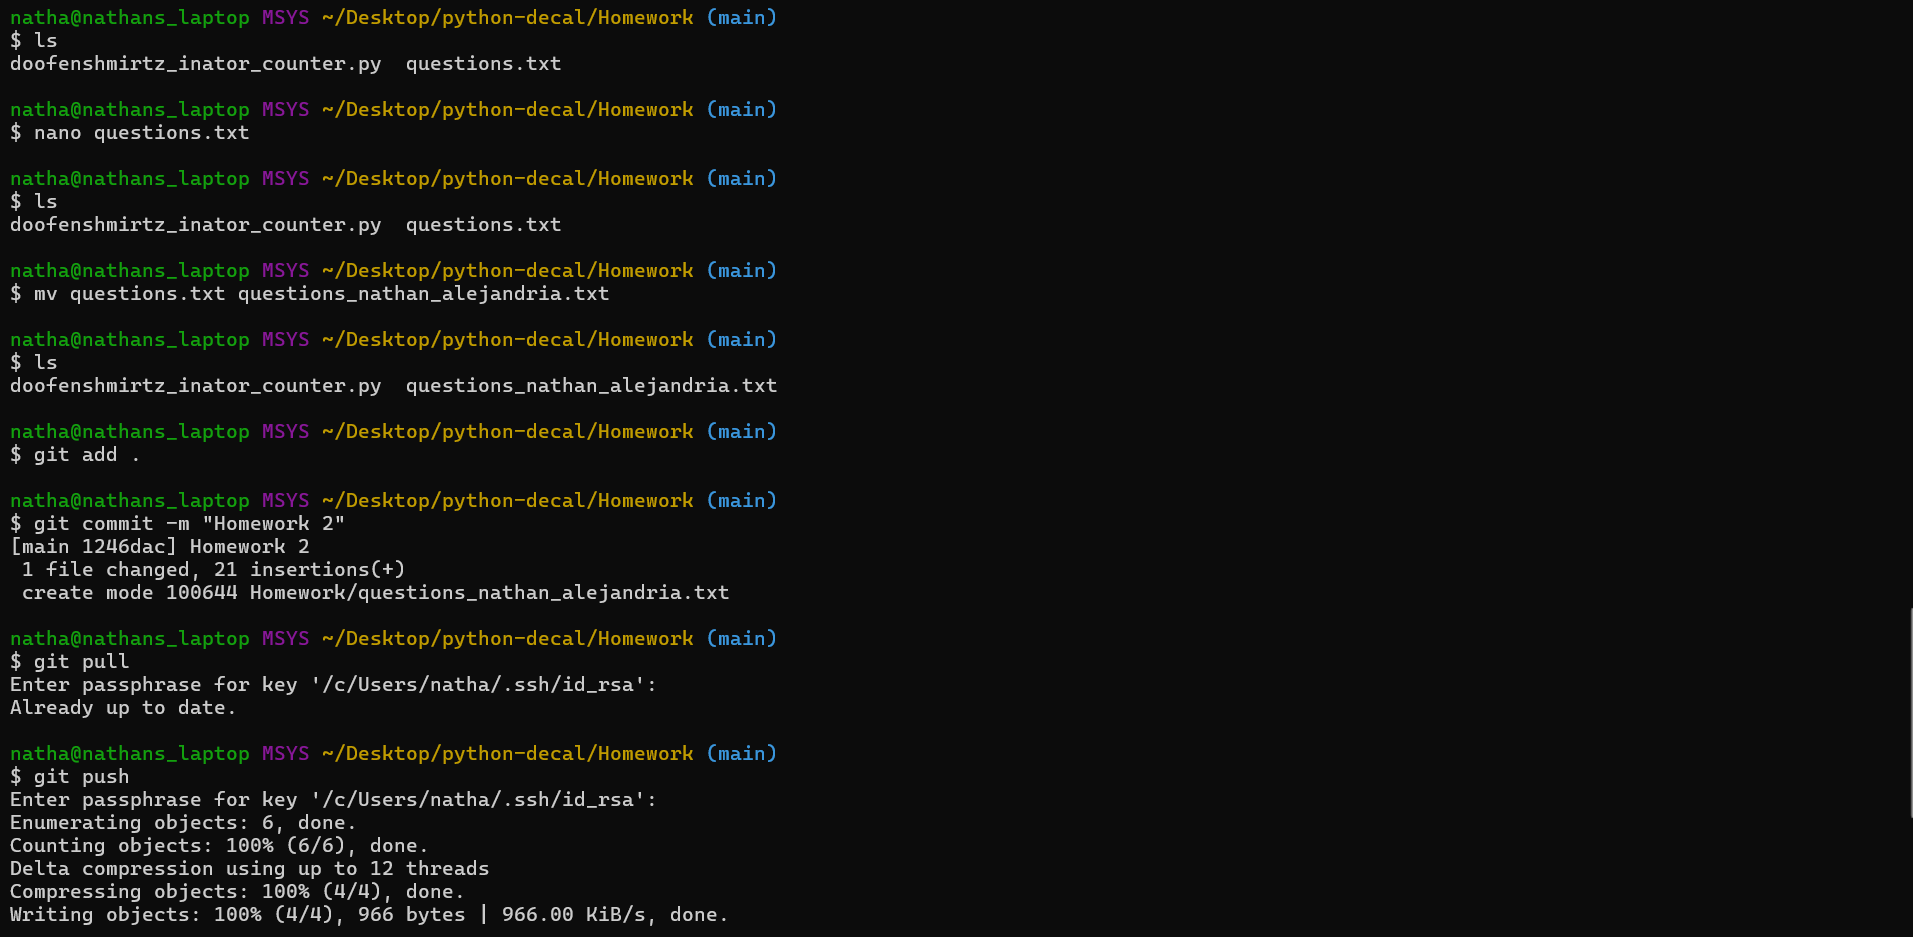 natha@nathans_laptop MSYS ~/Desktop/python-decal/Homework (main)
$ ls
doofenshmirtz_inator_counter.py  questions.txt
natha@nathans_laptop MSYS ~/Desktop/python-decal/Homework (main)
$ nano questions.txt
natha@nathans_laptop MSYS ~/Desktop/python-decal/Homework (main)
$ ls
doofenshmirtz_inator_counter.py  questions.txt
natha@nathans_laptop MSYS ~/Desktop/python-decal/Homework (main)
$ mv questions.txt questions_nathan_alejandria.txt
natha@nathans_laptop MSYS ~/Desktop/python-decal/Homework (main)
$ ls
doofenshmirtz_inator_counter.py  questions_nathan_alejandria.txt
natha@nathans_laptop MSYS ~/Desktop/python-decal/Homework (main)
$ git add .
natha@nathans_laptop MSYS ~/Desktop/python-decal/Homework (main)
$ git commit -m "Homework 2"
[main 1246dac] Homework 2
 1 file changed, 21 insertions(+)
 create mode 100644 Homework/questions_nathan_alejandria.txt
natha@nathans_laptop MSYS ~/Desktop/python-decal/Homework (main)
$ git pull
Enter passphrase for key '/c/Users/natha/.ssh/id_rsa':
Already up to date.
natha@nathans_laptop MSYS ~/Desktop/python-decal/Homework (main)
$ git push
Enter passphrase for key '/c/Users/natha/.ssh/id_rsa':
Enumerating objects: 6, done.
Counting objects: 100% (6/6), done.
Delta compression using up to 12 threads
Compressing objects: 100% (4/4), done.
Writing objects: 100% (4/4), 966 bytes | 966.00 KiB/s, done.